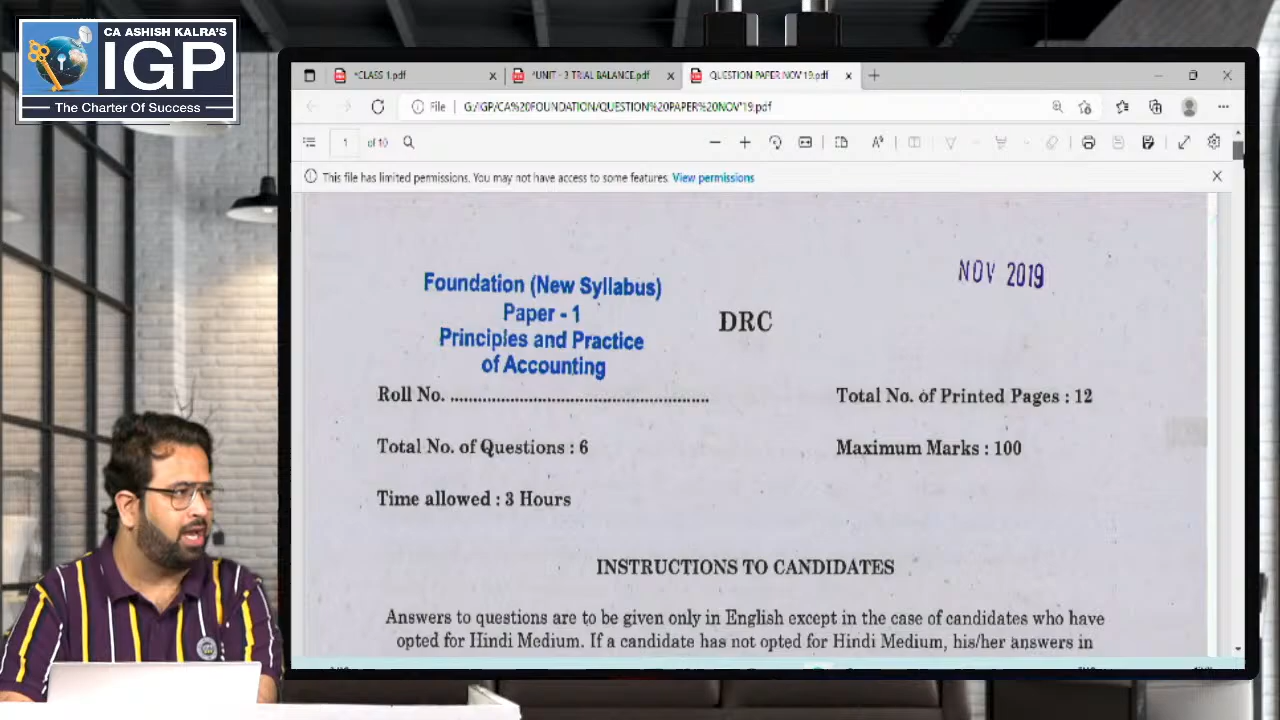 CA ASHISH KALRA'S
IGP
The Charter Of Success
*CLASS 1.pdf
*UNIT - 3 TRIAL BALANCE.pdf
QUESTION PAPER NOV'19.pdf
File
G:/IGP/CA%20FOUNDATION/QUESTION%20PAPER%20NOV'19.pdf
1 of 10
This file has limited permissions. You may not have access to some features. View permissions
NOV 2019
Foundation (New Syllabus)
Paper - 1
Principles and Practice
of Accounting
DRC
Roll No. ......................................................
Total No. of Printed Pages : 12
Total No. of Questions : 6
Maximum Marks : 100
Time allowed : 3 Hours
INSTRUCTIONS TO CANDIDATES
Answers to questions are to be given only in English except in the case of candidates who have
opted for Hindi Medium. If a candidate has not opted for Hindi Medium, his/her answers in